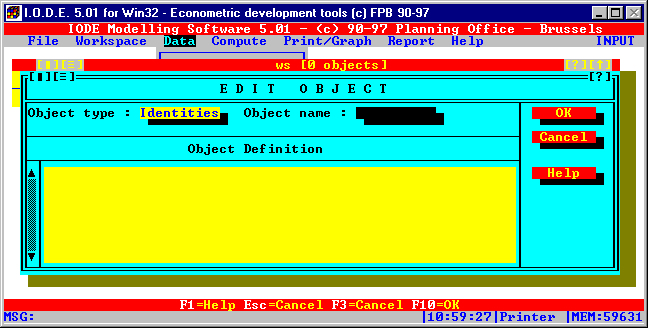 I.O.D.E. 5.01 for Win32 - Econometric development tools (c) FPB 90-97
IODE Modelling Software 5.01 - (c) 90-97 Planning Office - Brussels
File Workspace Data Compute Print/Graph Report Help INPUT
ws [0 objects] [?][↑]
[?]
EDIT OBJECT
Object type : Identities Object name :
OK
Cancel
Object Definition
Help
F1=Help Esc=Cancel F3=Cancel F10=OK
MSG: |10:59:27|Printer |MEM:59631